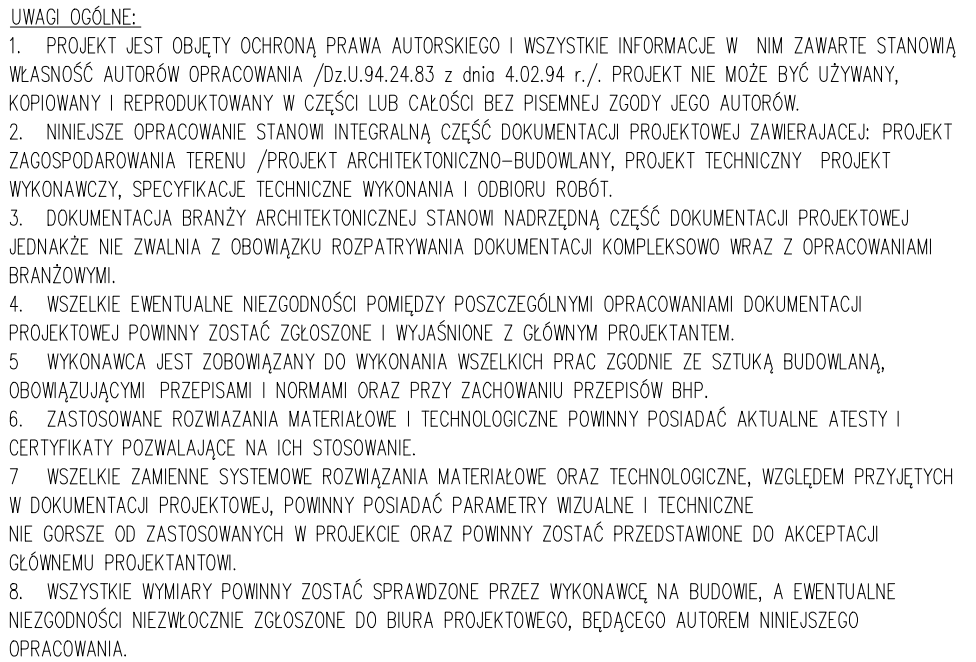 UWAGI OGÓLNE:
1. PROJEKT JEST OBJĘTY OCHRONĄ PRAWA AUTORSKIEGO I WSZYSTKIE INFORMACJE W NIM ZAWARTE STANOWIĄ
WŁASNOŚĆ AUTORÓW OPRACOWANIA /Dz.U.94.24.83 z dnia 4.02.94 r./. PROJEKT NIE MOŻE BYĆ UŻYWANY,
KOPIOWANY I REPRODUKTOWANY W CZĘŚCI LUB CAŁOŚCI BEZ PISEMNEJ ZGODY JEGO AUTORÓW.
2. NINIEJSZE OPRACOWANIE STANOWI INTEGRALNĄ CZĘŚĆ DOKUMENTACJI PROJEKTOWEJ ZAWIERAJACEJ: PROJEKT
ZAGOSPODAROWANIA TERENU /PROJEKT ARCHITEKTONICZNO-BUDOWLANY, PROJEKT TECHNICZNY PROJEKT
WYKONAWCZY, SPECYFIKACJE TECHNICZNE WYKONANIA I ODBIORU ROBÓT.
3. DOKUMENTACJA BRANŻY ARCHITEKTONICZNEJ STANOWI NADRZĘDNĄ CZĘŚĆ DOKUMENTACJI PROJEKTOWEJ
JEDNAKŻE NIE ZWALNIA Z OBOWIĄZKU ROZPATRYWANIA DOKUMENTACJI KOMPLEKSOWO WRAZ Z OPRACOWANIAMI
BRANŻOWYMI.
4. WSZELKIE EWENTUALNE NIEZGODNOŚCI POMIĘDZY POSZCZEGÓLNYMI OPRACOWANIAMI DOKUMENTACJI
PROJEKTOWEJ POWINNY ZOSTAĆ ZGŁOSZONE I WYJAŚNIONE Z GŁÓWNYM PROJEKTANTEM.
5 WYKONAWCA JEST ZOBOWIĄZANY DO WYKONANIA WSZELKICH PRAC ZGODNIE ZE SZTUKĄ BUDOWLANĄ,
OBOWIĄZUJĄCYMI PRZEPISAMI I NORMAMI ORAZ PRZY ZACHOWANIU PRZEPISÓW BHP.
6. ZASTOSOWANE ROZWIAZANIA MATERIAŁOWE I TECHNOLOGICZNE POWINNY POSIADAĆ AKTUALNE ATESTY I
CERTYFIKATY POZWALAJĄCE NA ICH STOSOWANIE.
7 WSZELKIE ZAMIENNE SYSTEMOWE ROZWIĄZANIA MATERIAŁOWE ORAZ TECHNOLOGICZNE, WZGLĘDEM PRZYJĘTYCH
W DOKUMENTACJI PROJEKTOWEJ, POWINNY POSIADAĆ PARAMETRY WIZUALNE I TECHNICZNE
NIE GORSZE OD ZASTOSOWANYCH W PROJEKCIE ORAZ POWINNY ZOSTAĆ PRZEDSTAWIONE DO AKCEPTACJI
GŁÓWNEMU PROJEKTANTOWI.
8. WSZYSTKIE WYMIARY POWINNY ZOSTAĆ SPRAWDZONE PRZEZ WYKONAWCĘ NA BUDOWIE, A EWENTUALNE
NIEZGODNOŚCI NIEZWŁOCZNIE ZGŁOSZONE DO BIURA PROJEKTOWEGO, BĘDĄCEGO AUTOREM NINIEJSZEGO
OPRACOWANIA.